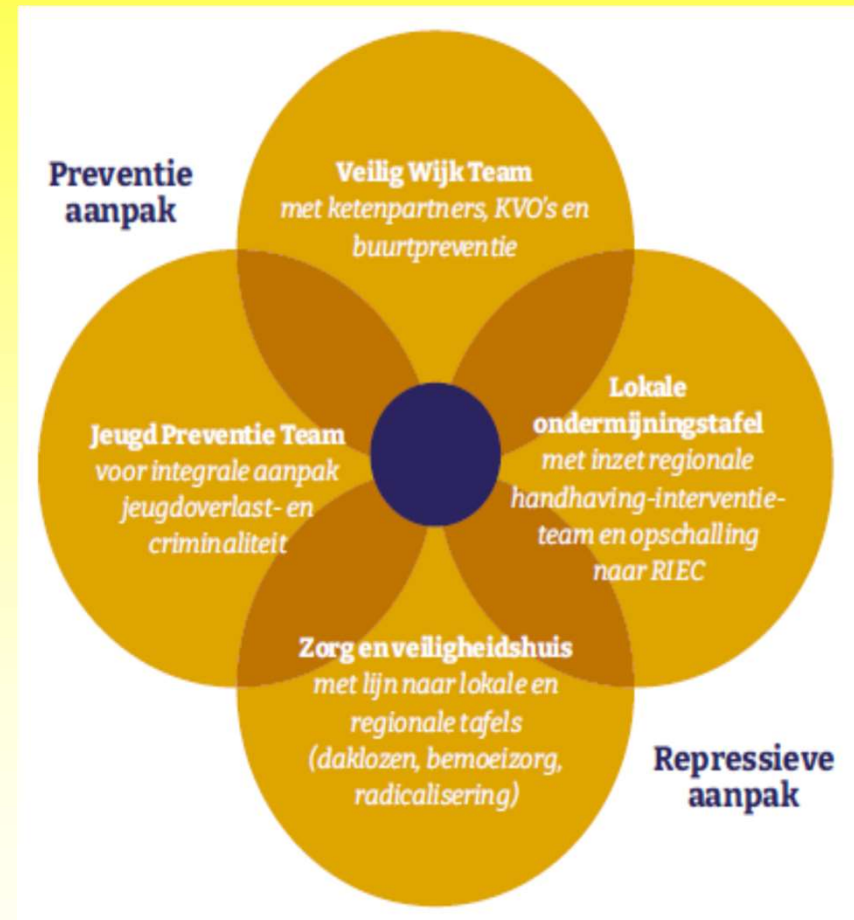 Preventie
aanpak
Veilig Wijk Team
met ketenpartners, KVO's en
buurtpreventie
Jeugd Preventie Team
voor integrale aanpak
jeugdoverlast- en
criminaliteit
Lokale
ondermijningstafel
met inzet regionale
handhaving-interventie-
team en opschalling
naar RIEC
Zorg en veiligheidshuis
met lijn naar lokale en
regionale tafels
(daklozen, bemoeizorg,
radicalisering)
Repressieve
aanpak